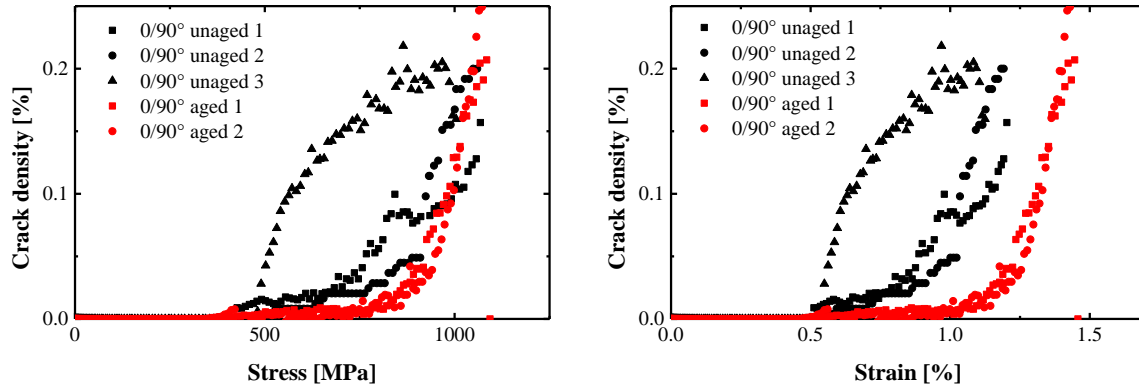 0/90° unaged 1
0/90° unaged 2
0/90° unaged 3
0/90° aged 1
0/90° aged 2
Crack density [%]
0.2
0.1
0.0
0
500
1000
Stress [MPa]
0/90° unaged 1
0/90° unaged 2
0/90° unaged 3
0/90° aged 1
0/90° aged 2
Crack density [%]
0.2
0.1
0.0
0.0
0.5
1.0
1.5
Strain [%]